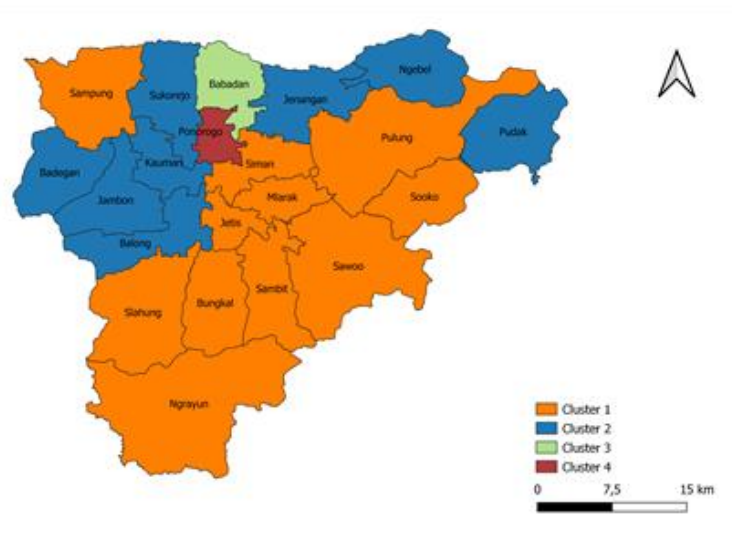 Ngebel
Babadan
Sampung
Sukorejo
Jenangan
Ponorogo
Pulung
Pudak
Kauman
Siman
Badegan
Jambon
Mlarak
Sooko
Jetis
Balong
Sawoo
Sambit
Bungkal
Slahung
Ngrayun
Cluster 1
Cluster 2
Cluster 3
Cluster 4
0 7,5 15 km